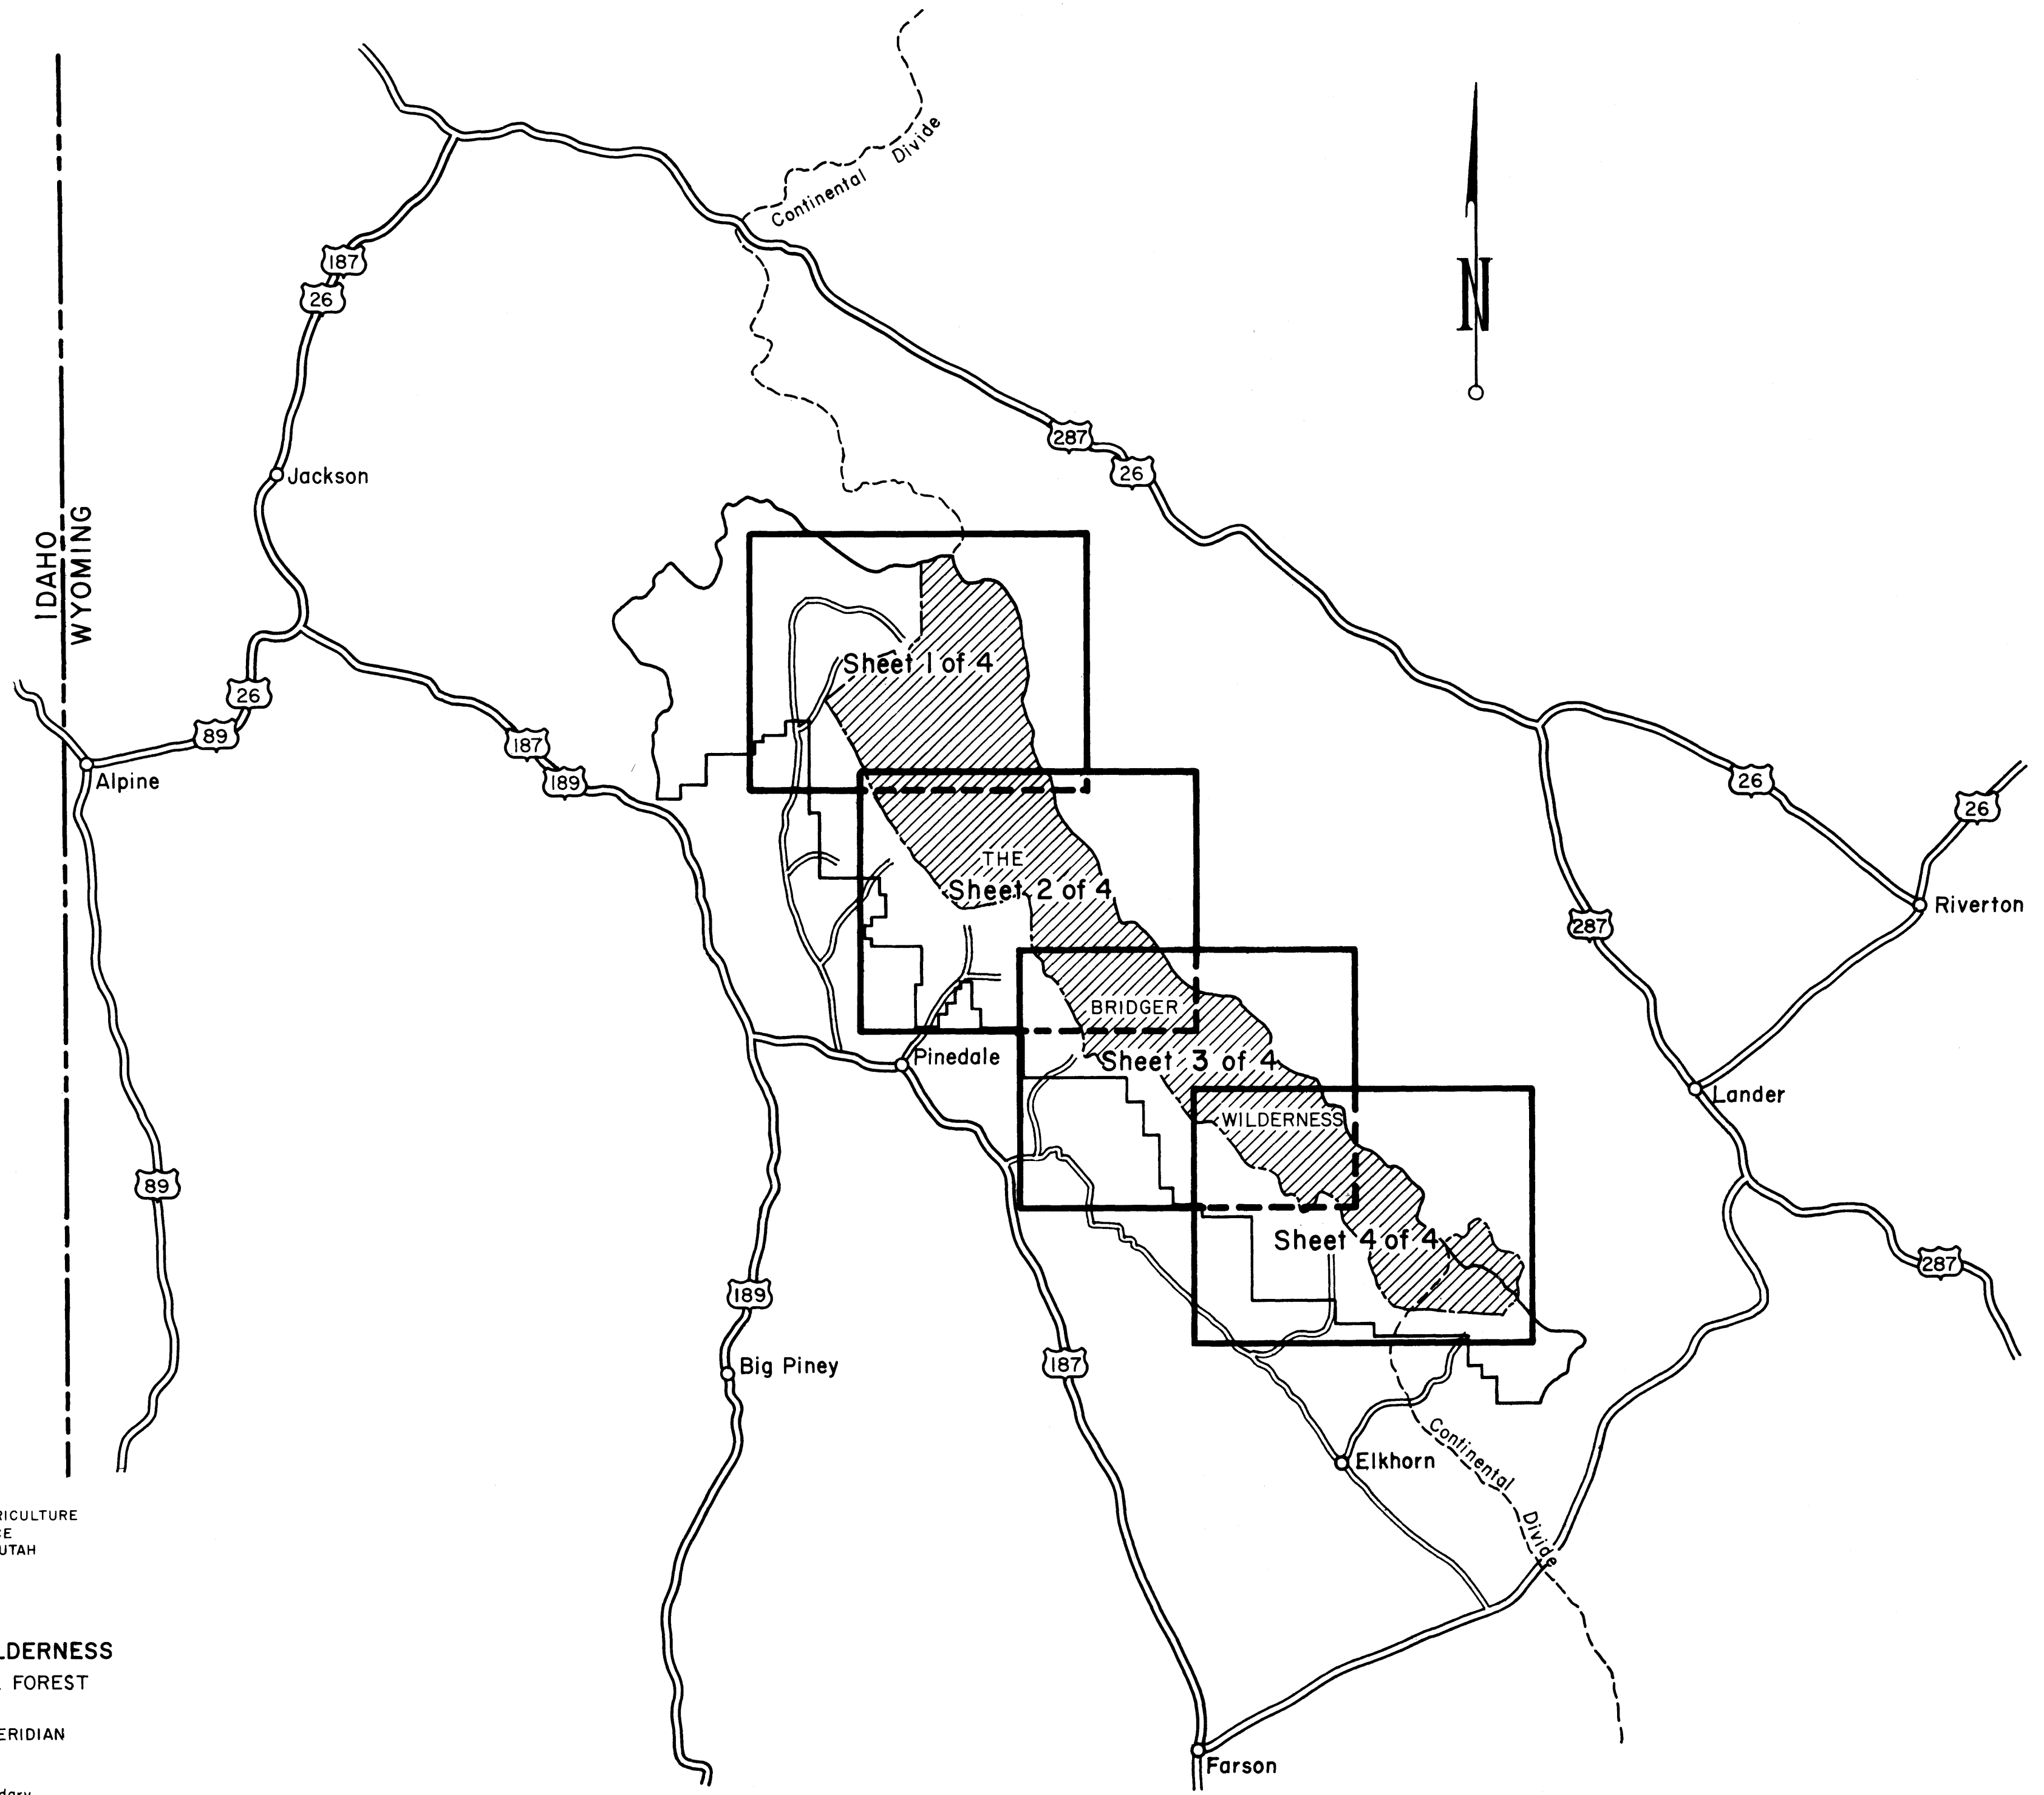 Continental Divide
N
187
26
287
26
Jackson
IDAHO
WYOMING
Sheet 1 of 4
26
89
187
189
Alpine
26
26
THE
Sheet 2 of 4
Riverton
287
BRIDGER
Pinedale
Sheet 3 of 4
Lander
WILDERNESS
89
Sheet 4 of 4
287
189
187
Big Piney
Continental Divide
Elkhorn
RICULTURE
CE
UTAH
LDERNESS
FOREST
ERIDIAN
Farson
dary